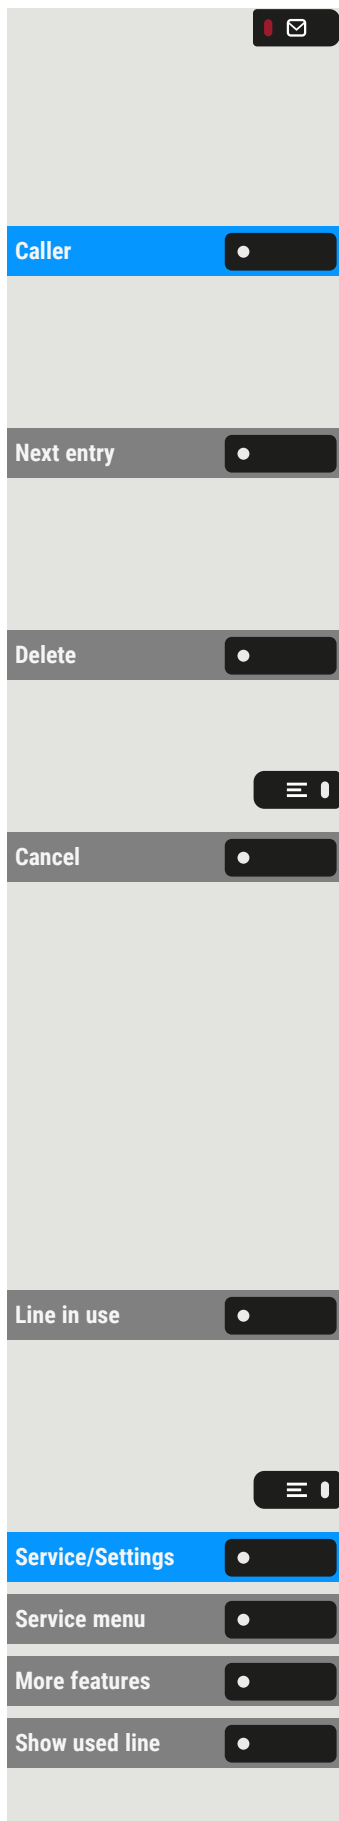 Caller
Next entry
Delete
Cancel
Line in use
Service/Settings
Service menu
More features
Show used line